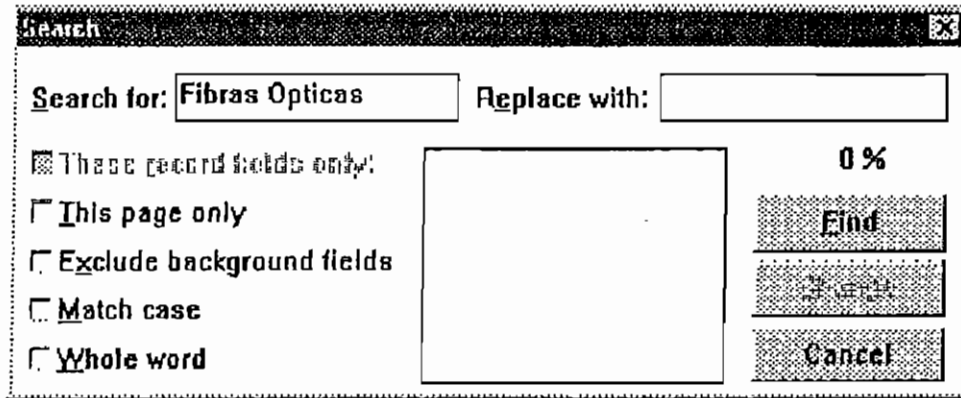 Search
Search for: Fibras Opticas Replace with:
These record fields only: 0 %
This page only
Find
Exclude background fields
Match case
Whole word
Cancel